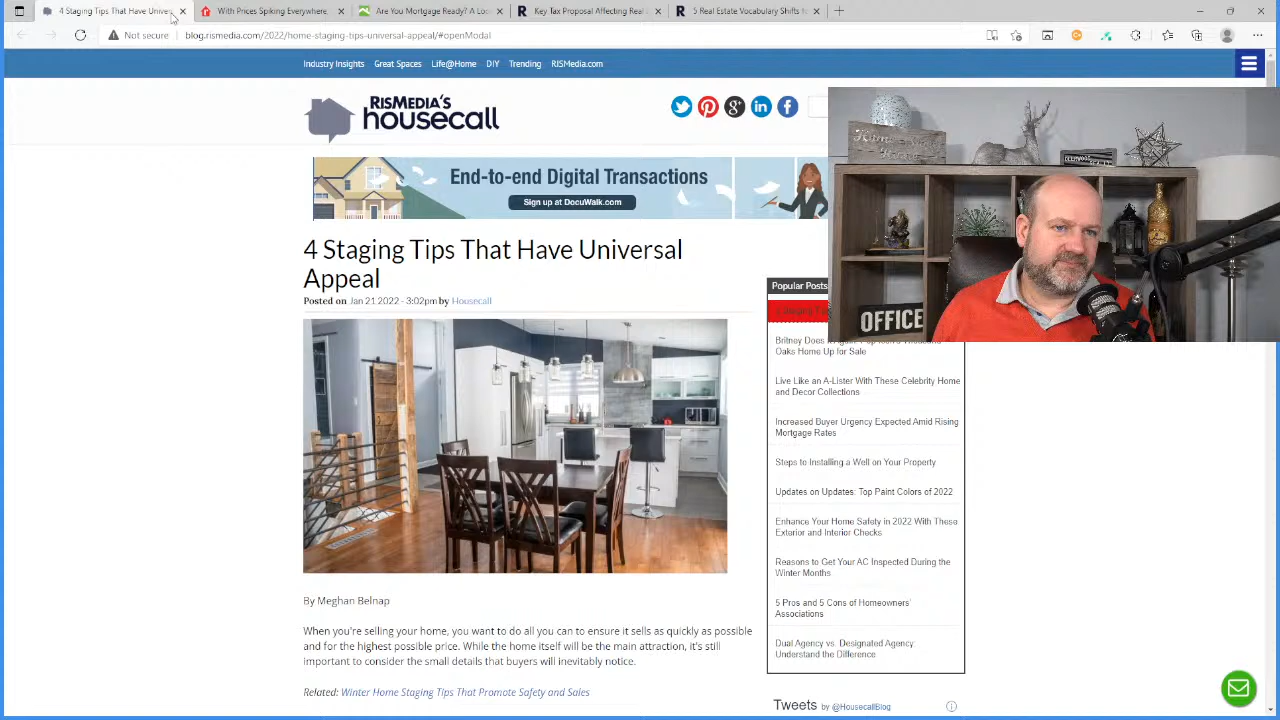 4 Staging Tips That Have Univer
With Prices Spiking Everywhere,
Are You Mortgage Ready? A Lo
Key Tax Proposal Affecting Real
5 Real Estate Vocabulary Shifts to
Not secure
blog.rismedia.com/2022/home-staging-tips-universal-appeal/#openModal
Industry Insights
Great Spaces
Life@Home
DIY
Trending
RISMedia.com
RISMEDIA'S
housecall
End-to-end Digital Transactions
Sign up at DocuWalk.com
4 Staging Tips That Have Universal
Appeal
Posted on Jan 21 2022 - 3:02pm by Housecall
By Meghan Belnap
When you're selling your home, you want to do all you can to ensure it sells as quickly as possible
and for the highest possible price. While the home itself will be the main attraction, it's still
important to consider the small details that buyers will inevitably notice.
Related: Winter Home Staging Tips That Promote Safety and Sales
Popular Posts
Britney Does
Oaks Home Up for Sale
Live Like an A-Lister With These Celebrity Home
and Decor Collections
Increased Buyer Urgency Expected Amid Rising
Mortgage Rates
Steps to Installing a Well on Your Property
Updates on Updates: Top Paint Colors of 2022
Enhance Your Home Safety in 2022 With These
Exterior and Interior Checks
Reasons to Get Your AC Inspected During the
Winter Months
5 Pros and 5 Cons of Homeowners'
Associations
Dual Agency vs. Designated Agency:
Understand the Difference
Tweets by @HousecallBlog
OFFICE